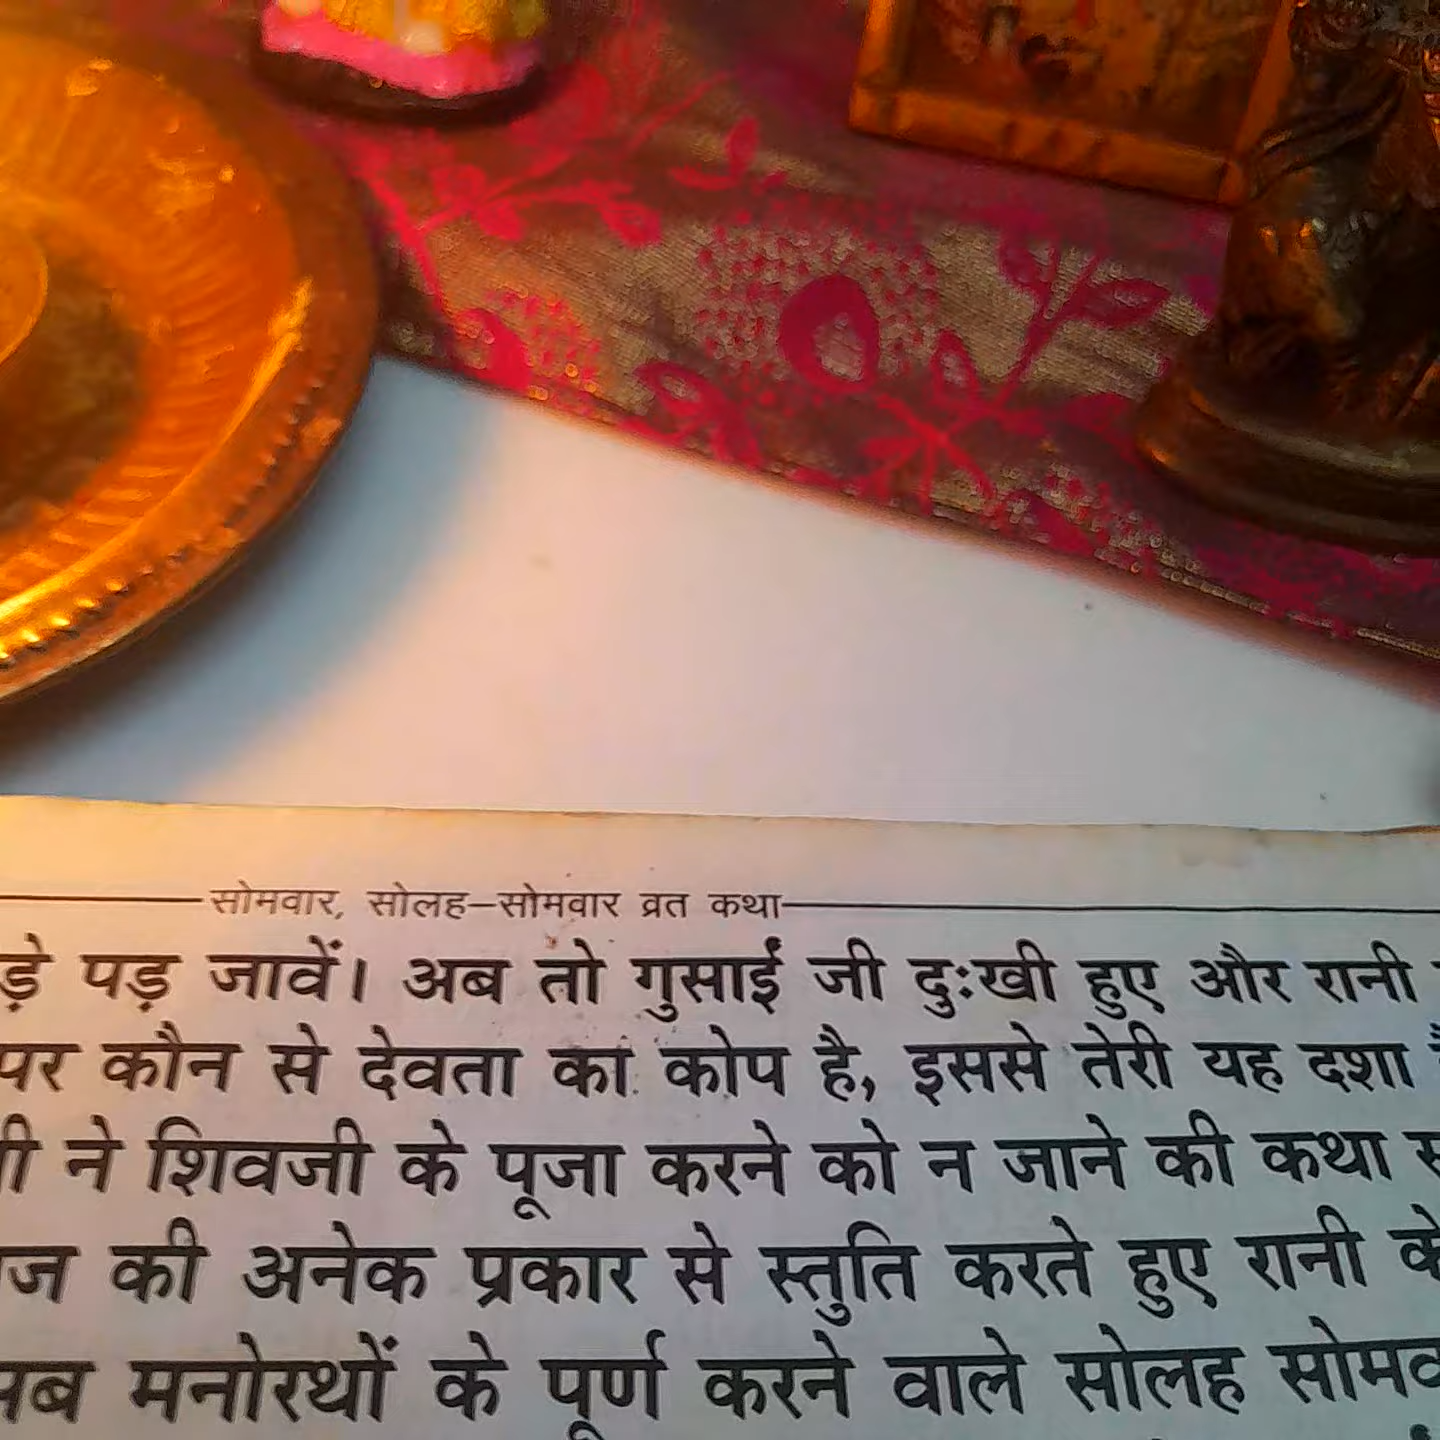 सोमवार, सोलह–सोमवार व्रत कथा
ड़े पड़ जावें। अब तो गुसाईं जी दुःखी हुए और रानी
पर कौन से देवता का कोप है, इससे तेरी यह दशा
ने शिवजी के पूजा करने को न जाने की कथा
की अनेक प्रकार से स्तुति करते हुए रानी के
मनोरथों के पूर्ण करने वाले सोलह